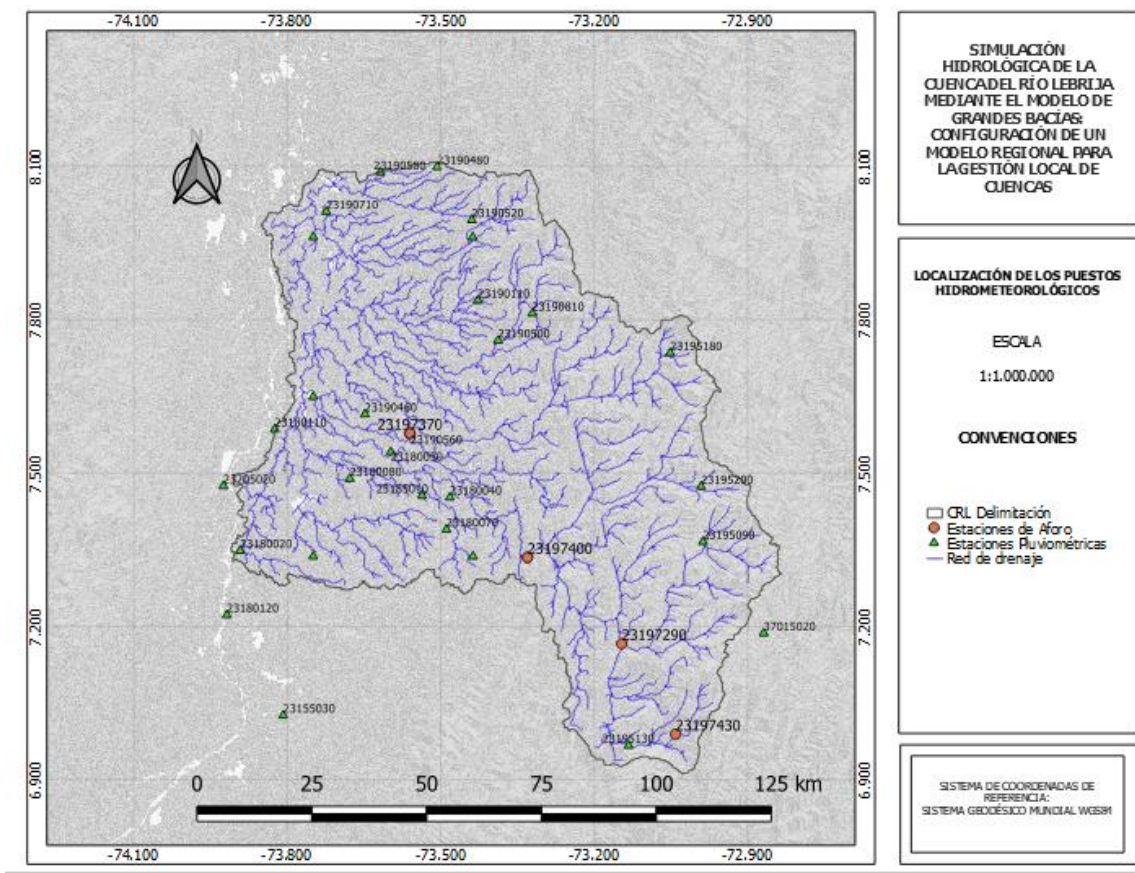 -74.100 -73.800 -73.500 -73.200 -72.900
8.100
7.800
7.500
7.200
6.900
N
23190580
23190480
23190710
23190520
23190110
23190810
23190500
23195180
23190460
23180110
23197370
23190560
23180050
23180080
23205020
23180040
23195200
23180070
23195090
23180020
23197400
23180120
23197290
37015020
23155030
23197430
23195130
0 25 50 75 100 125 km
8.100
7.800
7.500
7.200
6.900
-74.100 -73.800 -73.500 -73.200 -72.900
SIMULACIÓN
HIDROLÓGICA DE LA
CUENCA DEL RÍO LEBRIJA
MEDIANTE EL MODELO DE
GRANDES BACÍAS:
CONFIGURACIÓN DE UN
MODELO REGIONAL PARA
LA GESTIÓN LOCAL DE
CUENCAS
LOCALIZACIÓN DE LOS PUESTOS
HIDROMETEOROLÓGICOS
ESCALA
1:1.000.000
CONVENCIONES
CRL Delimitación
Estaciones de Aforo
Estaciones Pluviométricas
Red de drenaje
SISTEMA DE COORDENADAS DE
REFERENCIA:
SISTEMA GEODÉSICO MUNDIAL WGS84